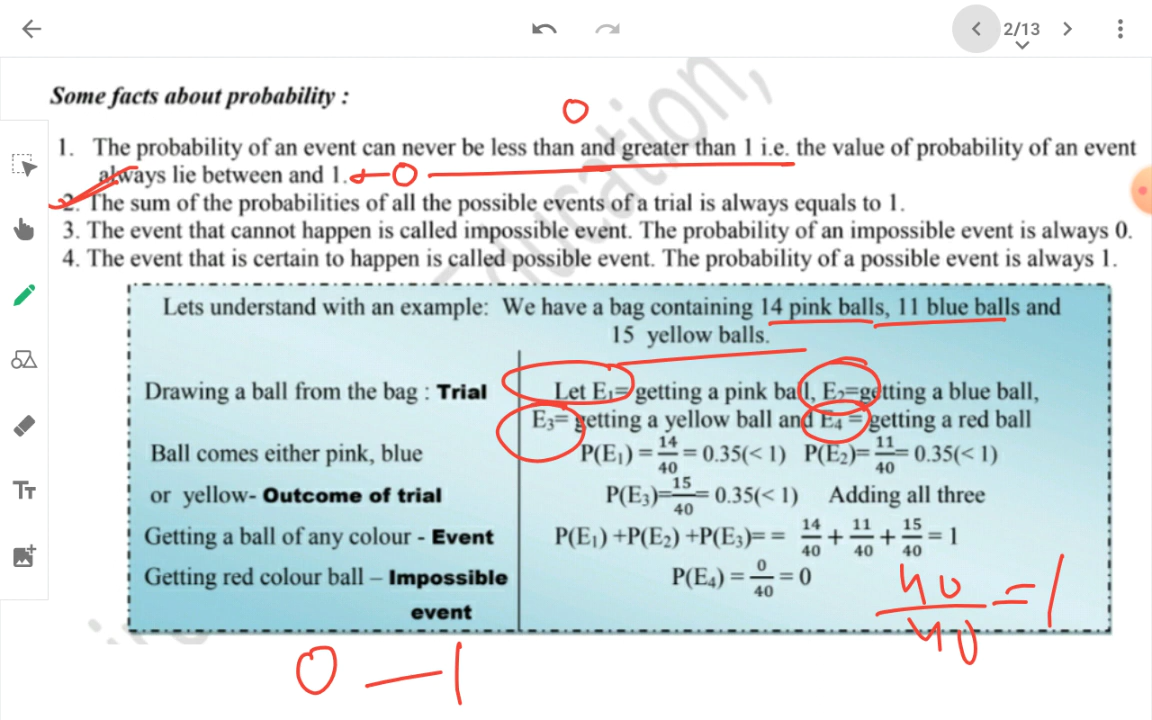 2/13
Some facts about probability :
0
1. The probability of an event can never be less than and greater than 1 i.e. the value of probability of an event
always lie between and 1. 0
2. The sum of the probabilities of all the possible events of a trial is always equals to 1.
3. The event that cannot happen is called impossible event. The probability of an impossible event is always 0.
4. The event that is certain to happen is called possible event. The probability of a possible event is always 1.
Lets understand with an example: We have a bag containing 14 pink balls, 11 blue balls and
15 yellow balls.
Drawing a ball from the bag : Trial
Ball comes either pink, blue
or yellow- Outcome of trial
Getting a ball of any colour - Event
Getting red colour ball – Impossible
event
Let E₁= getting a pink ball, E₂=getting a blue ball,
E₃= getting a yellow ball and E₄ = getting a red ball
P(E₁) = 14/40 = 0.35(< 1) P(E₂)= 11/40 = 0.35(< 1)
P(E₃)= 15/40 = 0.35(< 1) Adding all three
P(E₁) +P(E₂) +P(E₃)= = 14/40 + 11/40 + 15/40 = 1
P(E₄) = 0/40 = 0
40/40 = 1
0 — 1
Tт